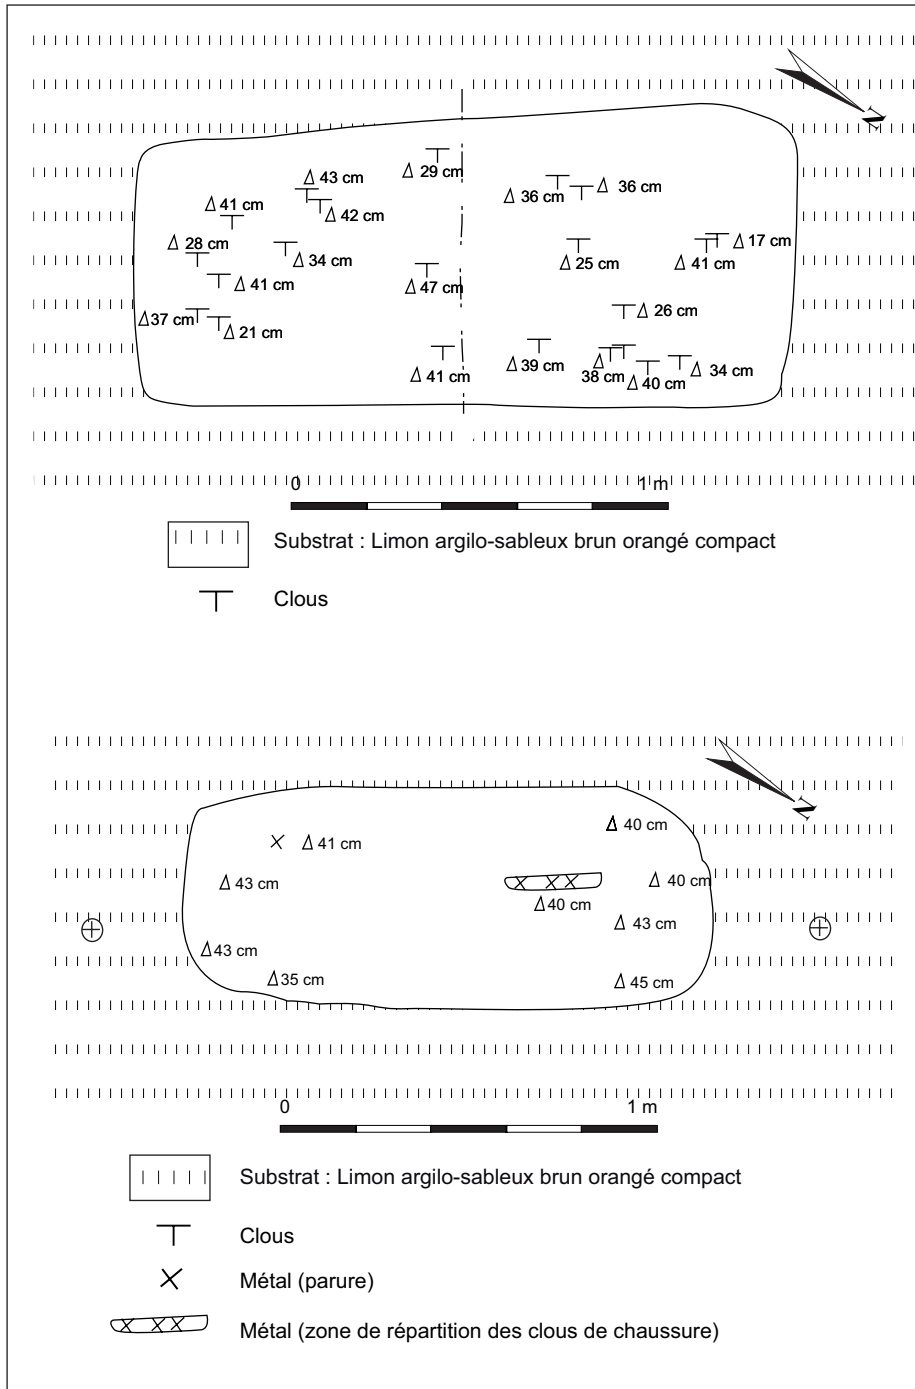 N
29 cm
43 cm
36 cm
36 cm
41 cm
42 cm
28 cm
17 cm
34 cm
25 cm
41 cm
41 cm
47 cm
26 cm
37 cm
21 cm
39 cm
41 cm
38 cm
34 cm
40 cm
0 1 m
Substrat : Limon argilo-sableux brun orangé compact
Clous
N
40 cm
41 cm
43 cm
40 cm
40 cm
43 cm
43 cm
35 cm
45 cm
0 1 m
Substrat : Limon argilo-sableux brun orangé compact
Clous
Métal (parure)
Métal (zone de répartition des clous de chaussure)